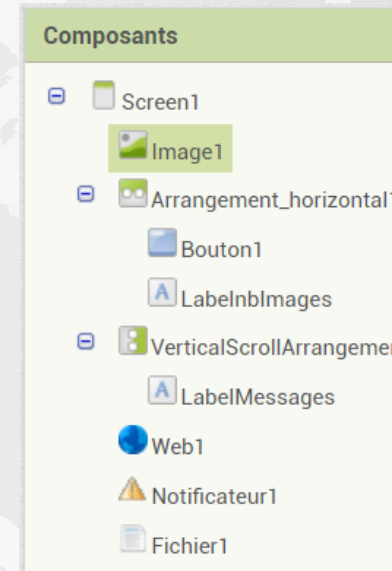 Composants
Screen1
Image1
Arrangement_horizontal1
Bouton1
A LabelnbImages
VerticalScrollArrangemen
A LabelMessages
Web1
Notificateur1
Fichier1